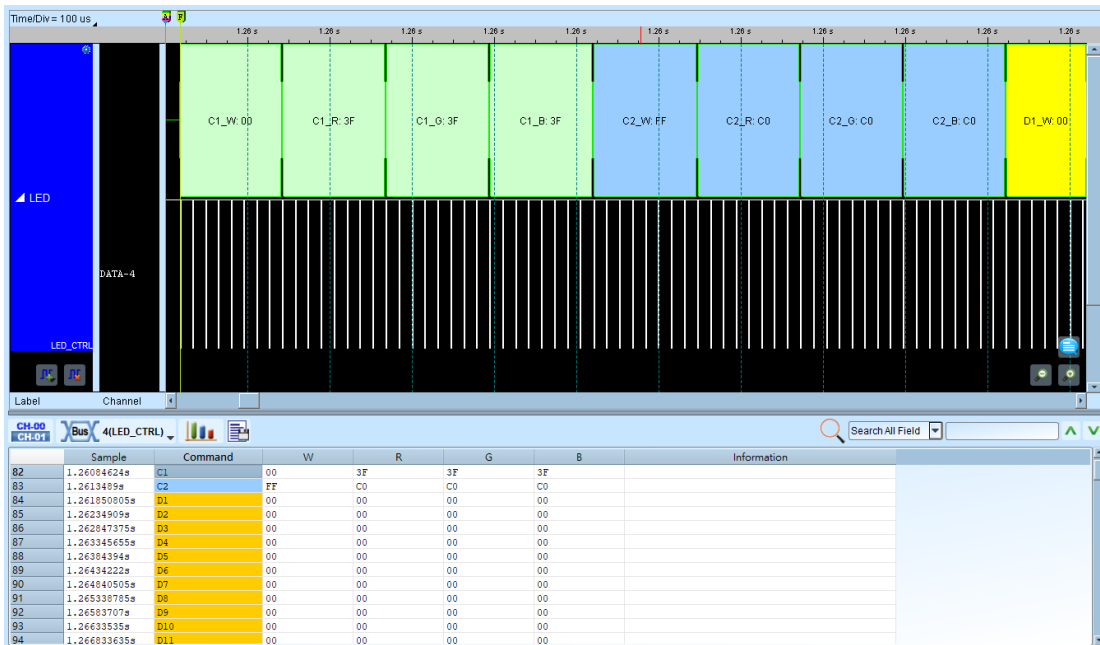 Time/Div = 100 us
A F
1.26 s 1.26 s 1.26 s 1.26 s 1.26 s 1.26 s 1.26 s 1.26 s 1.26 s 1.26 s 1.26 s
C1_W: 00 C1_R: 3F C1_G: 3F C1_B: 3F C2_W: FF C2_R: C0 C2_G: C0 C2_B: C0 D1_W: 00
LED
DATA-4
LED_CTRL
Label Channel
CH-00
CH-01
Bus 4(LED_CTRL) Search All Field
Sample Command W R G B Information
82 1.26084624s C1 00 3F 3F 3F
83 1.2613489s C2 FF C0 C0 C0
84 1.261850805s D1 00 00 00 00
85 1.26234909s D2 00 00 00 00
86 1.262847375s D3 00 00 00 00
87 1.263345655s D4 00 00 00 00
88 1.26384394s D5 00 00 00 00
89 1.26434222s D6 00 00 00 00
90 1.264840505s D7 00 00 00 00
91 1.265338785s D8 00 00 00 00
92 1.26583707s D9 00 00 00 00
93 1.26633535s D10 00 00 00 00
94 1.266833635s D11 00 00 00 00